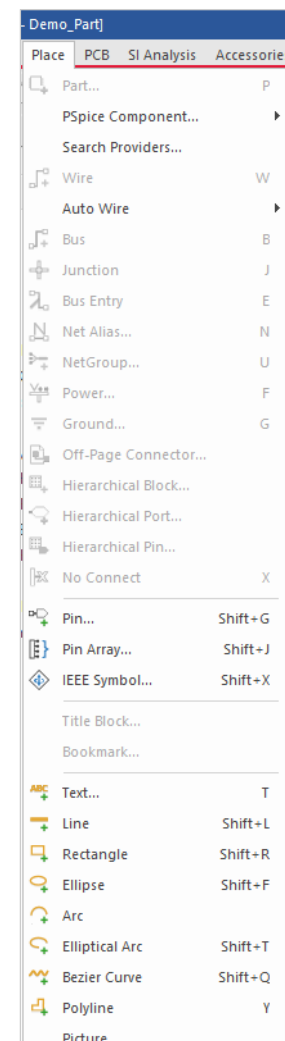 - Demo_Part]
Place PCB SI Analysis Accessorie
Part... P
PSpice Component...
Search Providers...
Wire W
Auto Wire
Bus B
Junction J
Bus Entry E
Net Alias... N
NetGroup... U
Power... F
Ground... G
Off-Page Connector...
Hierarchical Block...
Hierarchical Port...
Hierarchical Pin...
No Connect X
Pin... Shift+G
Pin Array... Shift+J
IEEE Symbol... Shift+X
Title Block...
Bookmark...
Text... T
Line Shift+L
Rectangle Shift+R
Ellipse Shift+F
Arc
Elliptical Arc Shift+T
Bezier Curve Shift+Q
Polyline Y
Picture